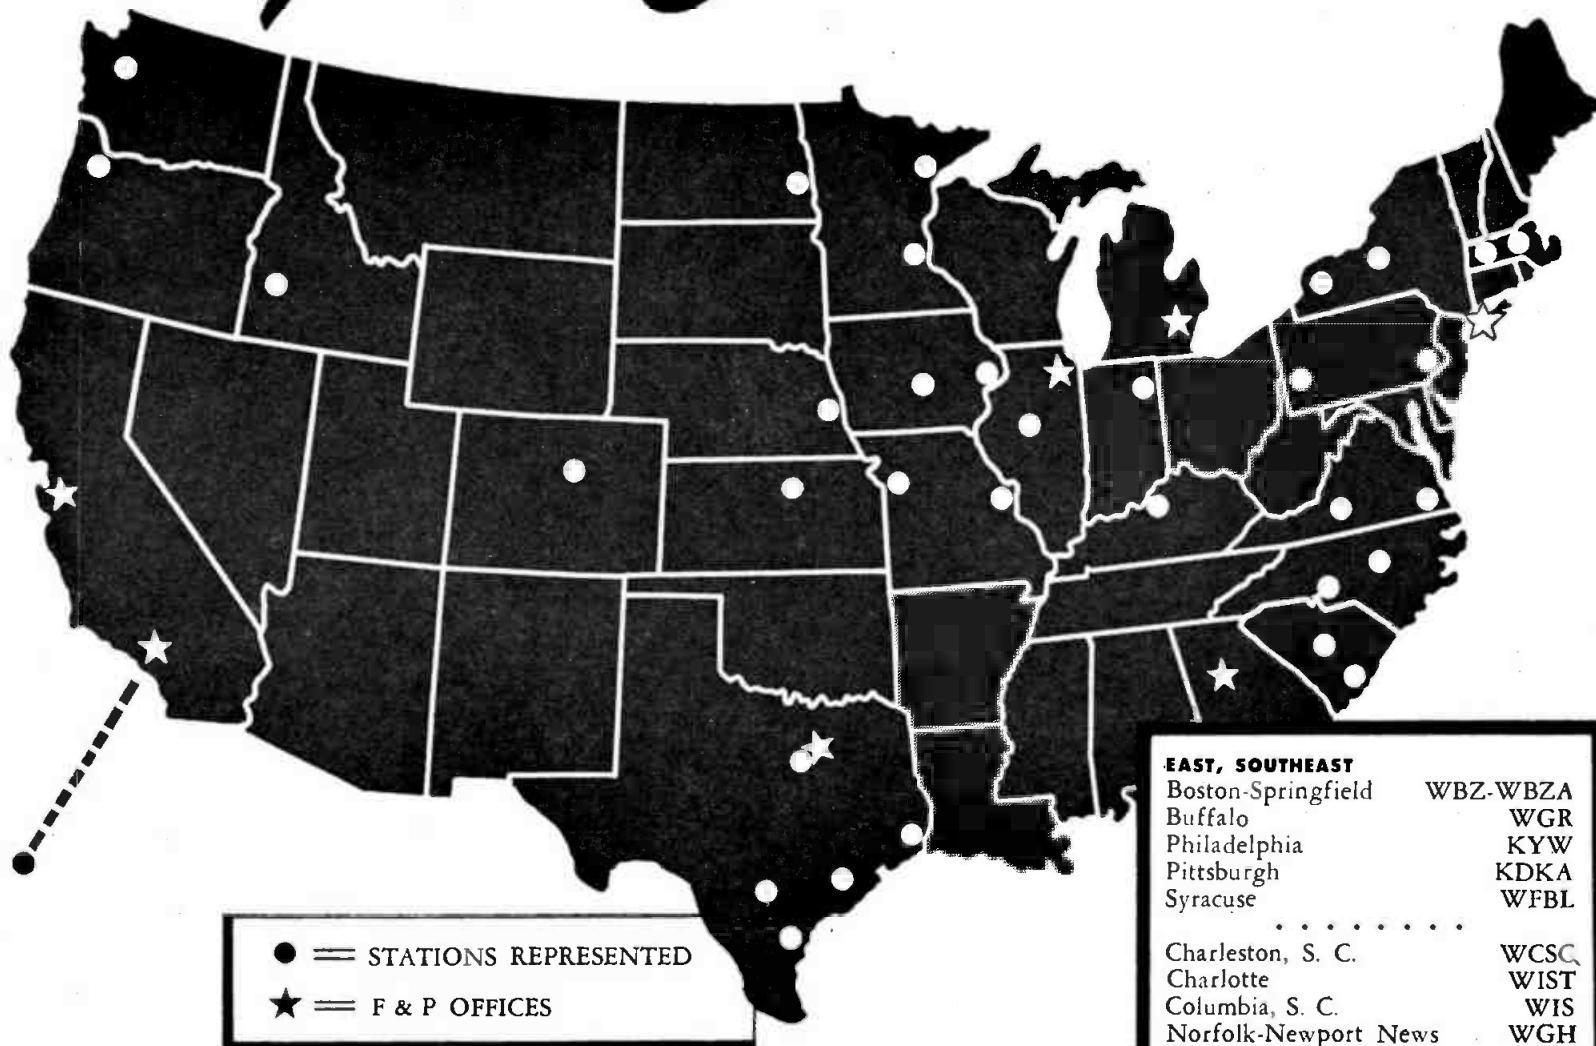 ● = STATIONS REPRESENTED
★ = F & P OFFICES
EAST, SOUTHEAST
Boston-Springfield WBZ-WBZA
Buffalo WGR
Philadelphia KYW
Pittsburgh KDKA
Syracuse WFBL
. . . . . . . .
Charleston, S. C. WCSC
Charlotte WIST
Columbia, S. C. WIS
Norfolk-Newport News WGH